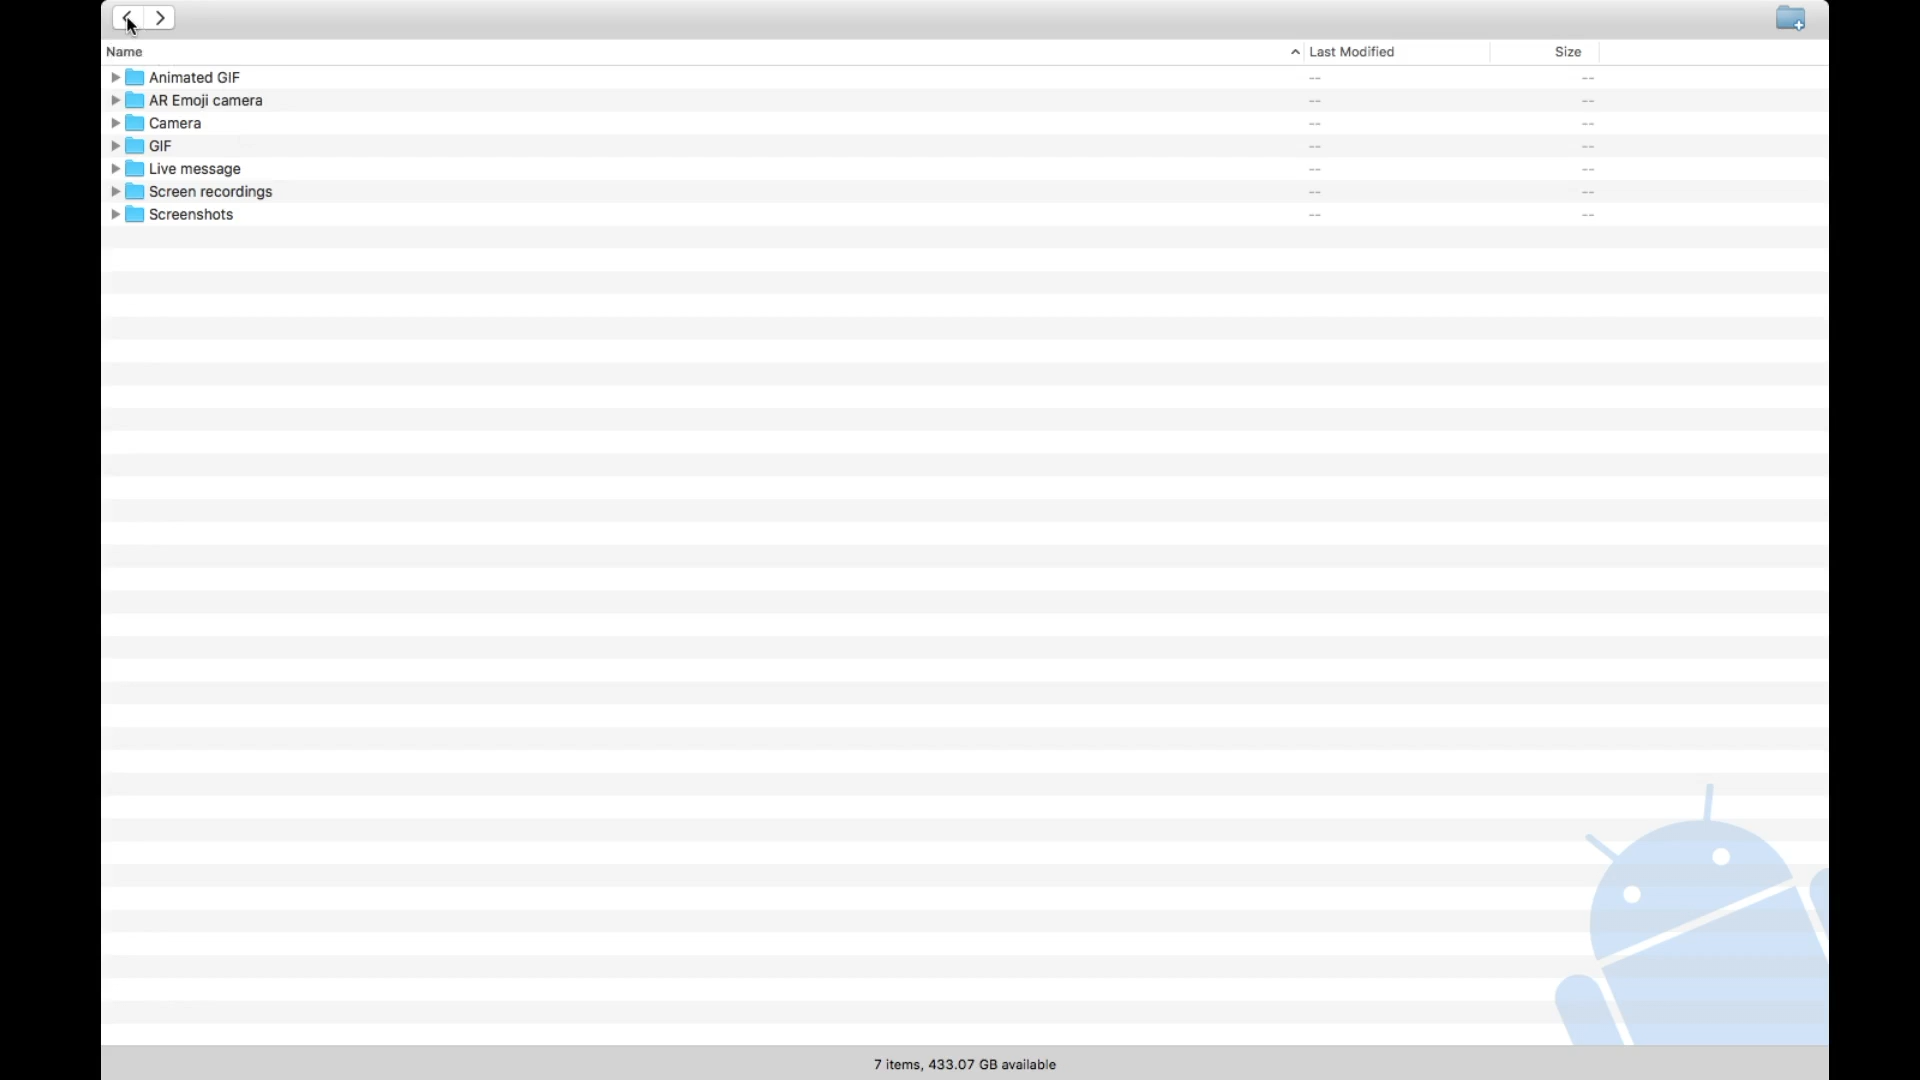 Name Last Modified Size
Animated GIF -- --
AR Emoji camera -- --
Camera -- --
GIF -- --
Live message -- --
Screen recordings -- --
Screenshots -- --
7 items, 433.07 GB available